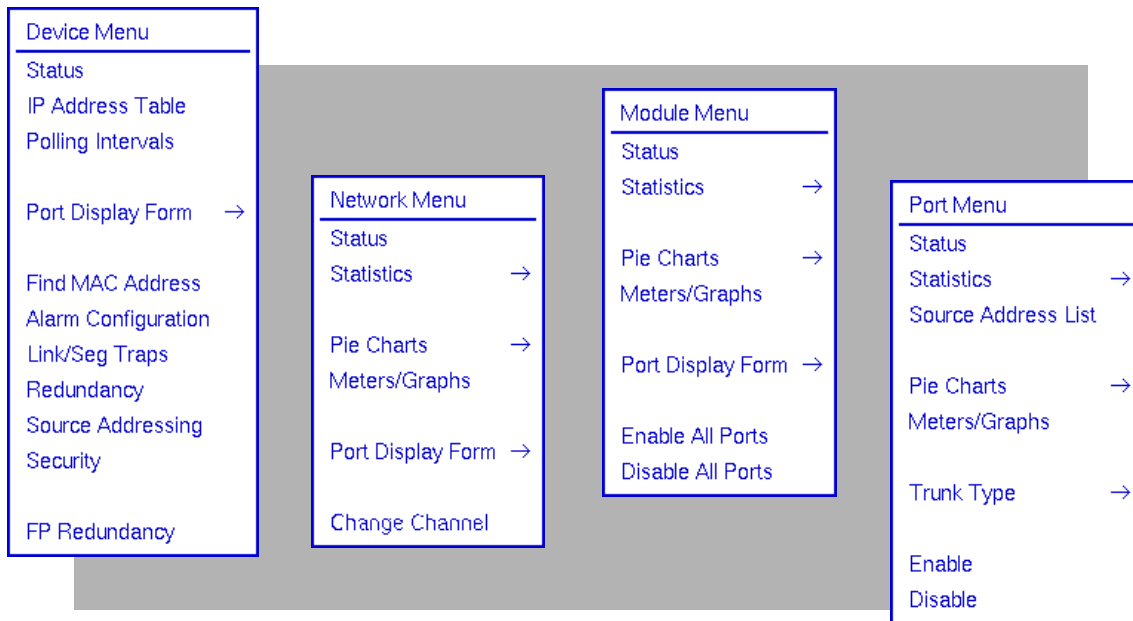 Device Menu
Status
IP Address Table
Polling Intervals
Port Display Form →
Find MAC Address
Alarm Configuration
Link/Seg Traps
Redundancy
Source Addressing
Security
FP Redundancy
Network Menu
Status
Statistics →
Pie Charts →
Meters/Graphs
Port Display Form →
Change Channel
Module Menu
Status
Statistics →
Pie Charts →
Meters/Graphs
Port Display Form →
Enable All Ports
Disable All Ports
Port Menu
Status
Statistics →
Source Address List
Pie Charts →
Meters/Graphs
Trunk Type →
Enable
Disable